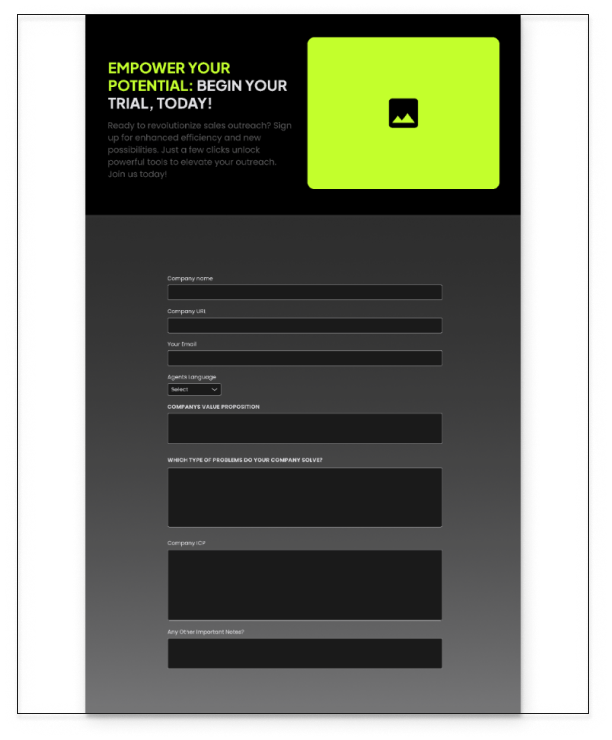 EMPOWER YOUR
POTENTIAL: BEGIN YOUR
TRIAL, TODAY!
Ready to revolutionize sales outreach? Sign
up for enhanced efficiency and new
possibilities. Just a few clicks unlock
powerful tools to elevate your outreach.
Join us today!
Company name
Company URL
Your Email
Agents Language
Select
COMPANYS VALUE PROPOSITION
WHICH TYPE OF PROBLEMS DO YOUR COMPANY SOLVE?
Company ICP
Any Other Important Notes?